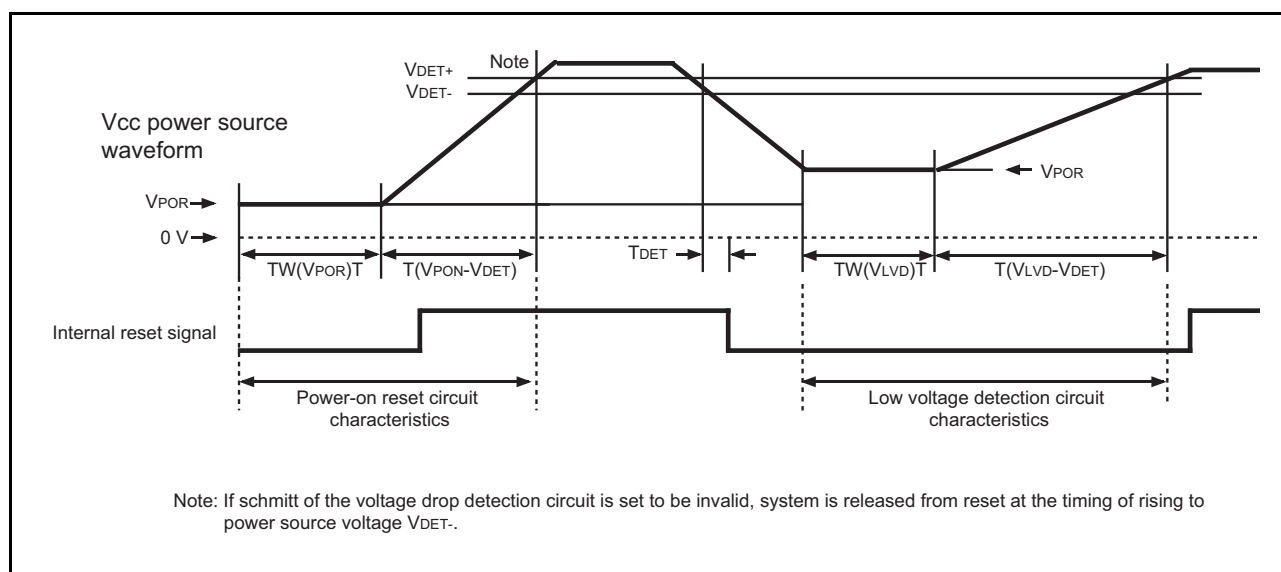 Note
VDET+
VDET-
Vcc power source
waveform
VPOR
VPOR
0 V
TDET
TW(VPOR)T
T(VPON-VDET)
TW(VLVD)T
T(VLVD-VDET)
Internal reset signal
Power-on reset circuit
characteristics
Low voltage detection circuit
characteristics
Note: If schmitt of the voltage drop detection circuit is set to be invalid, system is released from reset at the timing of rising to
power source voltage VDET-.